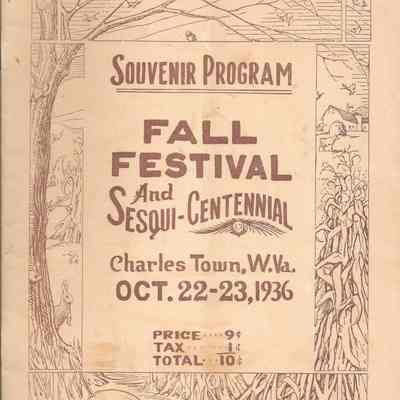 SOUVENIR PROGRAM
FALL
FESTIVAL
And
SESQUI-CENTENNIAL
Charles Town, W.Va.
OCT. 22-23, 1936
PRICE····9¢
TAX······1¢
TOTAL··10¢